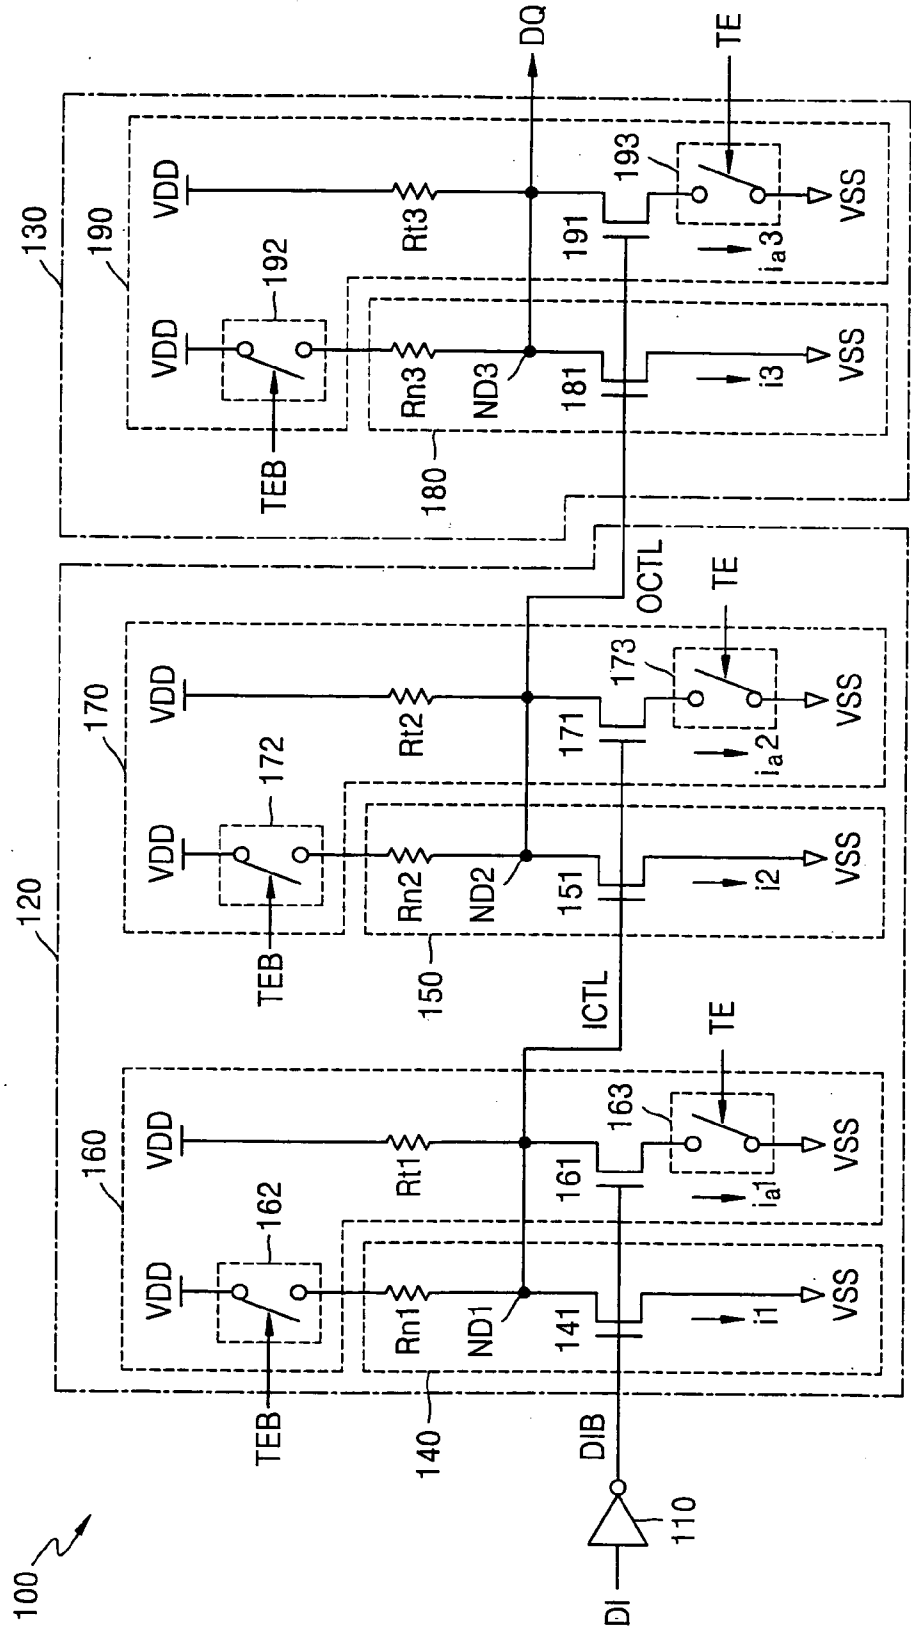 100
120
130
160
170
190
VDD
VDD
VDD
VDD
VDD
VDD
162
172
192
TEB
TEB
TEB
Rn1
Rt1
Rn2
Rt2
Rn3
Rt3
ND1
ND2
ND3
DQ
140
150
180
DI
110
DIB
141
161
ICTL
151
171
OCTL
181
191
163
173
193
TE
TE
TE
i1
ia1
i2
ia2
i3
ia3
VSS
VSS
VSS
VSS
VSS
VSS